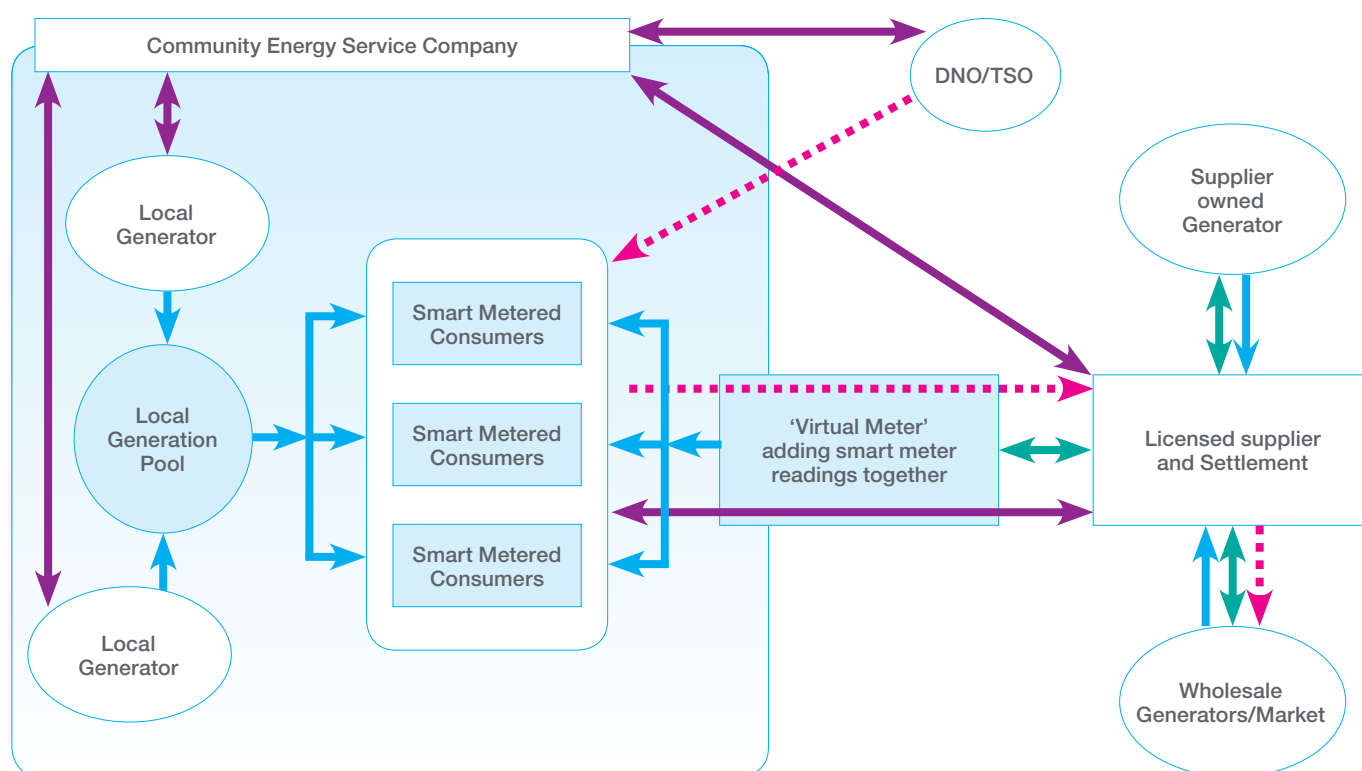 Community Energy Service Company
DNO/TSO
Local
Generator
Supplier
owned
Generator
Smart Metered
Consumers
Local
Generation
Pool
Smart Metered
Consumers
‘Virtual Meter’
adding smart meter
readings together
Licensed supplier
and Settlement
Smart Metered
Consumers
Local
Generator
Wholesale
Generators/Market